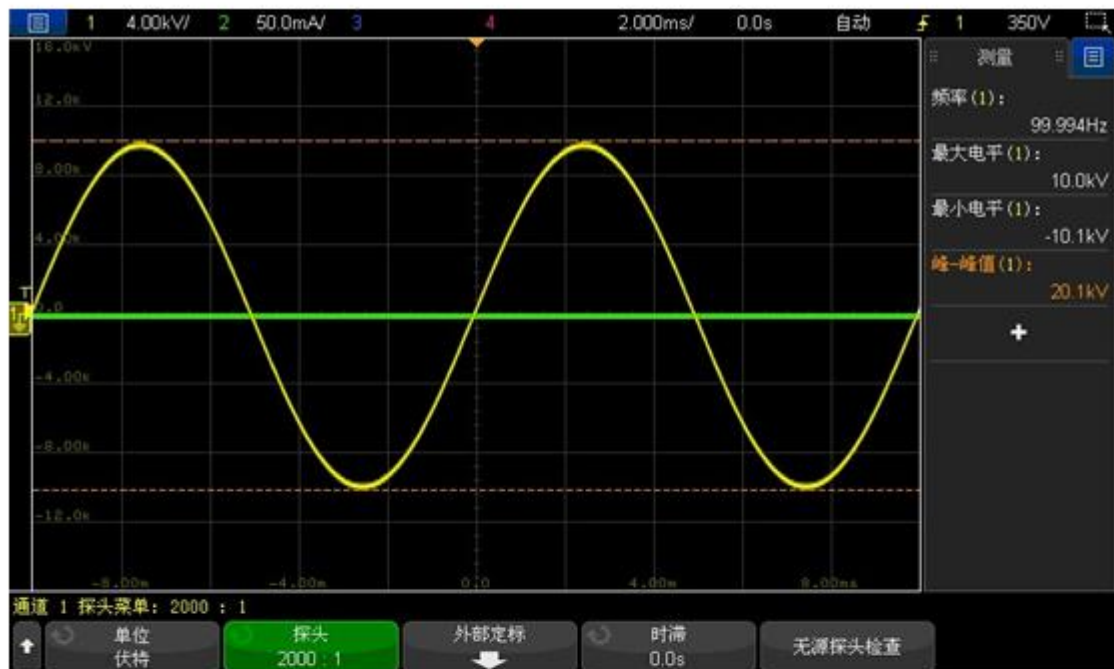 1 4.00kV/ 2 50.0mA/ 3 4 2.000ms/ 0.0s 自动 1 350V
16.0kV
测量
12.0k
频率(1):
99.994Hz
最大电平(1):
10.0kV
8.00k
最小电平(1):
-10.1kV
4.00k
峰-峰值(1):
20.1kV
T
0.0
+
-4.00k
-8.00k
-12.0k
-8.00m -4.00m 0.0 4.00m 8.00ms
通道 1 探头菜单: 2000 : 1
单位 探头 外部定标 时滞 无源探头检查
伏特 2000 : 1 0.0s